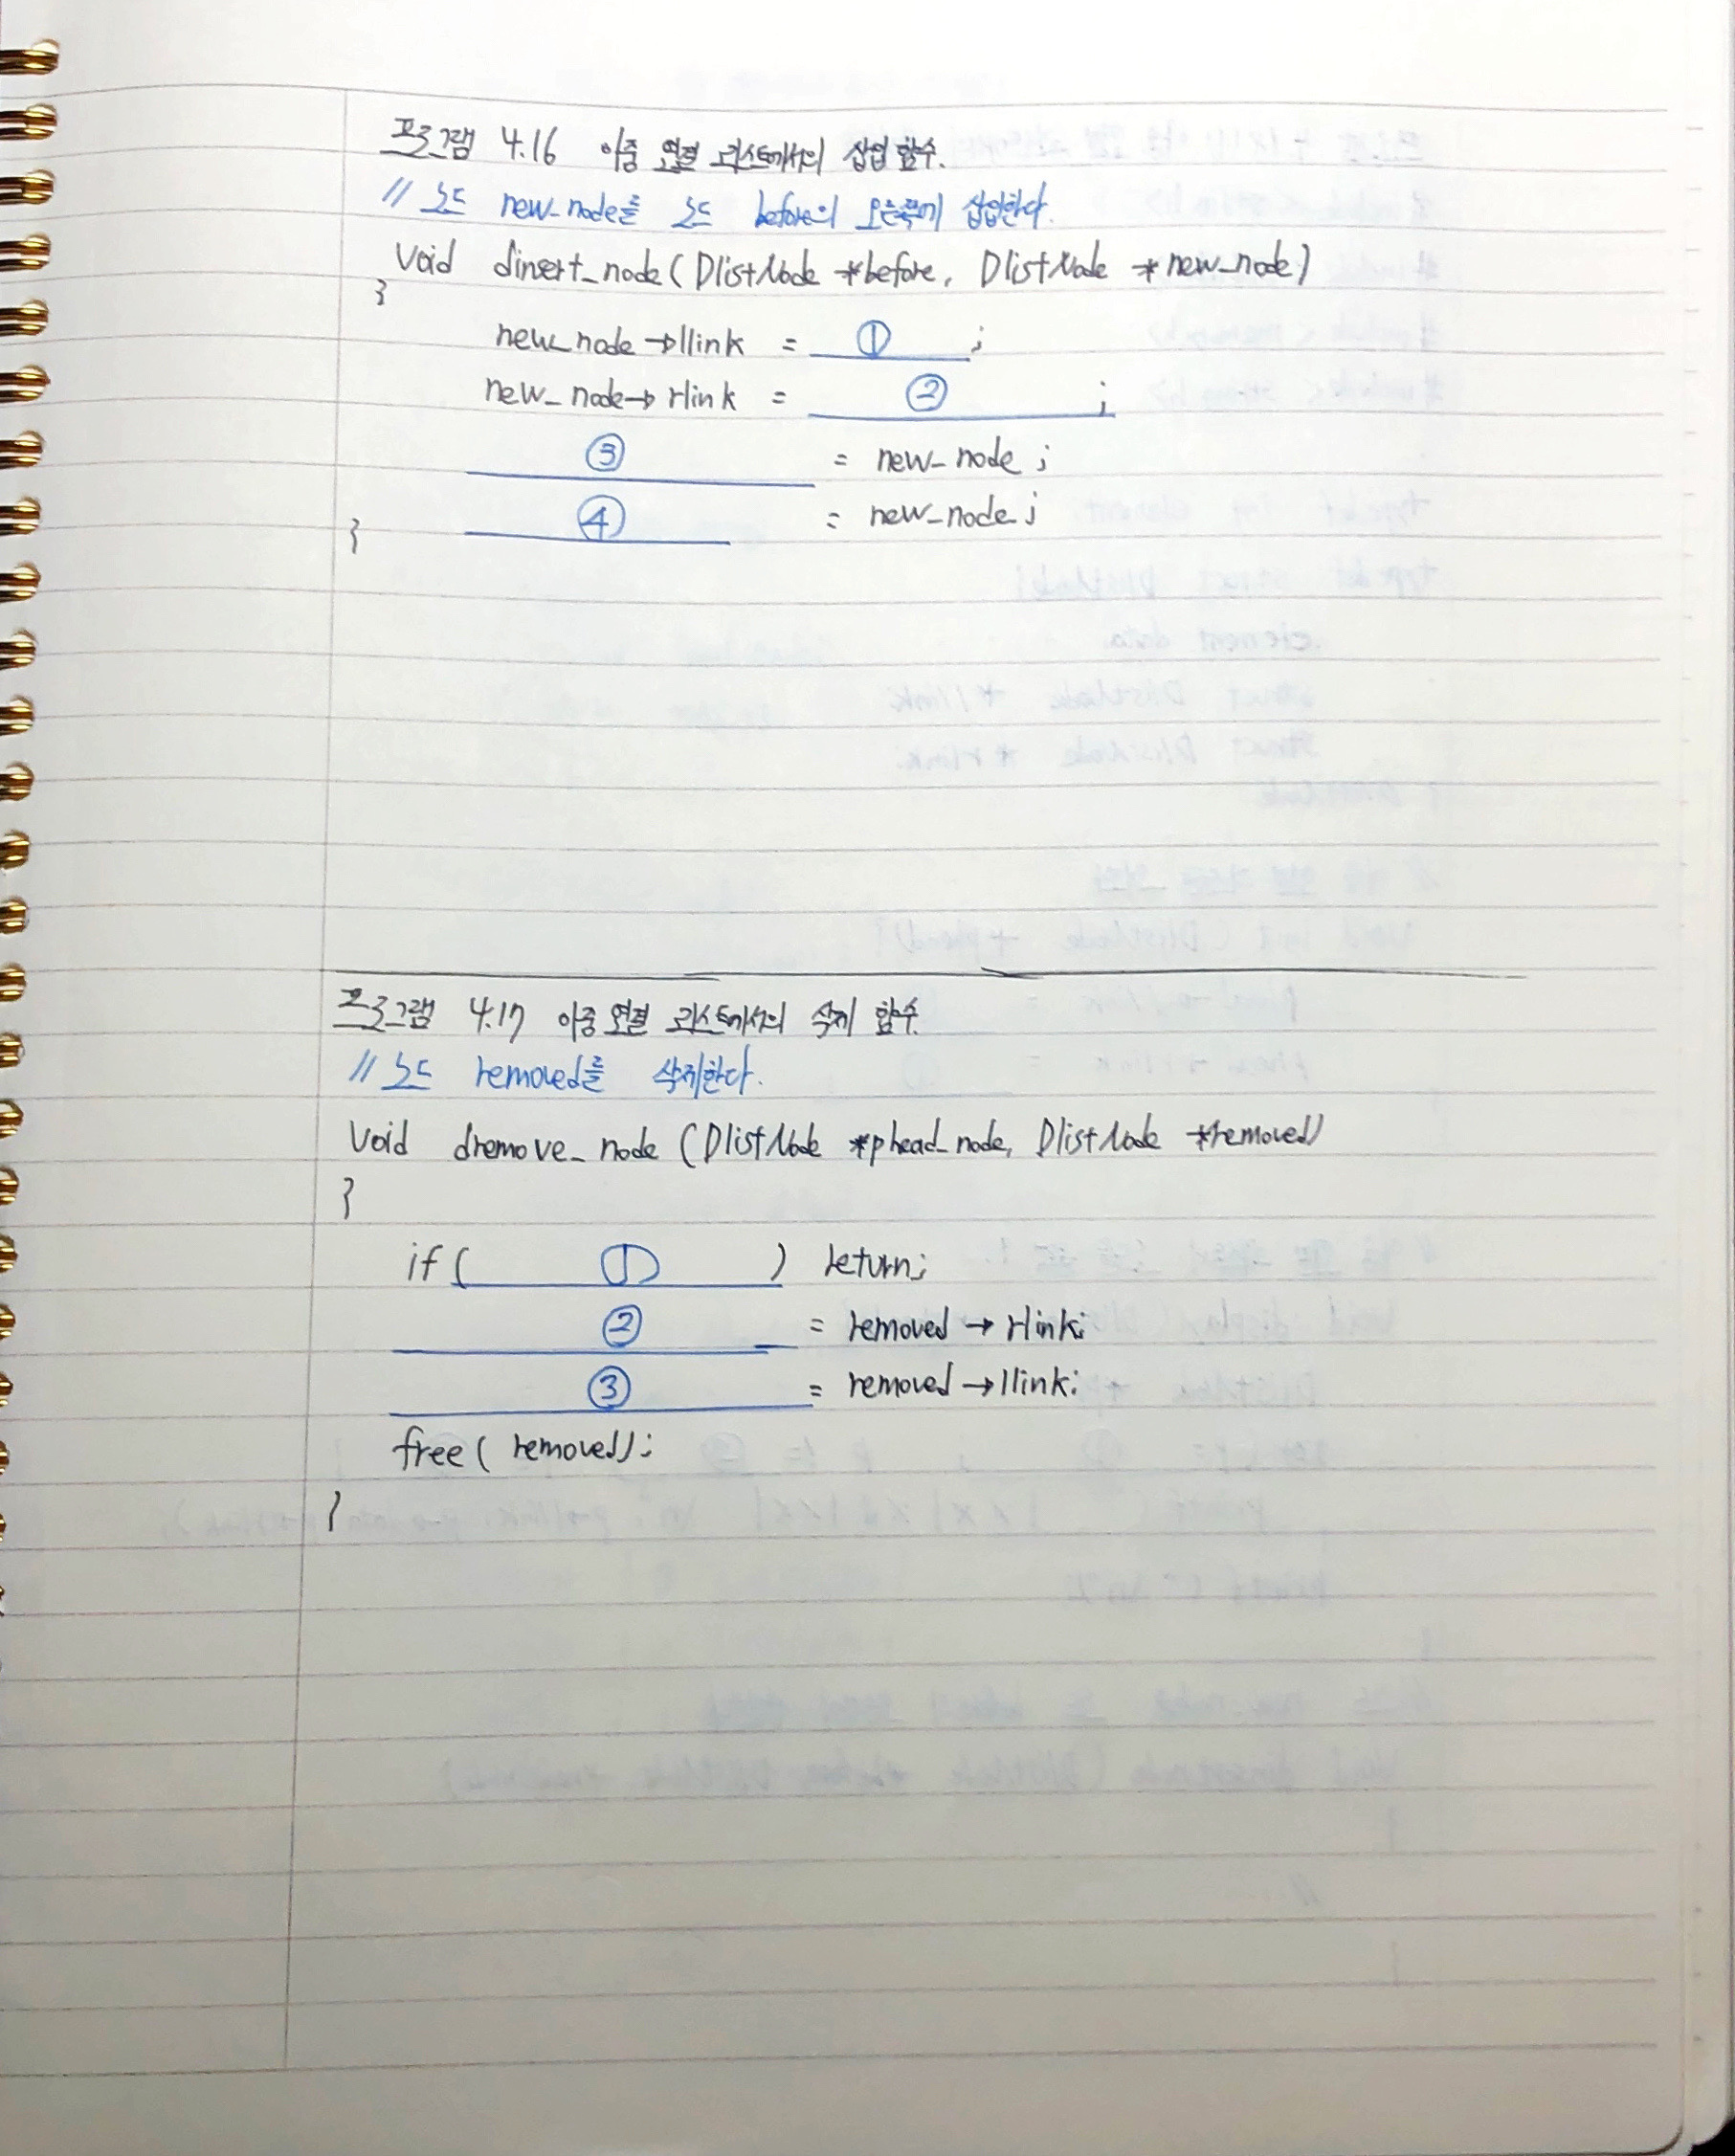 프로그램 4.16 이중 연결 리스트에서의 삽입 함수.
// 노드 new_node를 노드 before의 오른쪽에 삽입한다.
void dinsert_node(DlistNode *before, DlistNode *new_node)
{
new_node→llink = ① ;
new_node→rlink = ② ;
③ = new_node ;
④ = new_node ;
}
프로그램 4.17 이중 연결 리스트에서의 삭제 함수.
// 노드 removed를 삭제한다.
void dremove_node (DlistNode *phead_node, DlistNode *removed)
{
if ( ① ) return;
② = removed → rlink;
③ = removed → llink;
free( removed);
}